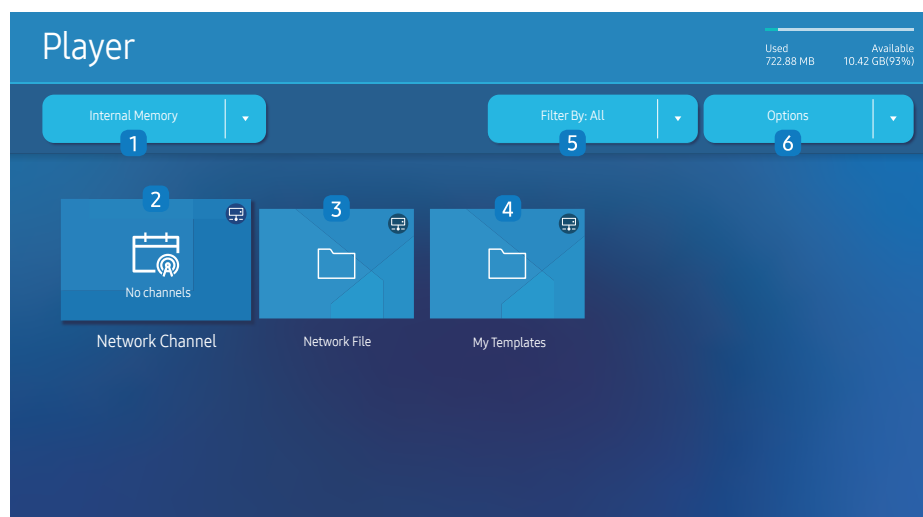 Player
Used Available
722.88 MB 10.42 GB(93%)
Internal Memory
Filter By: All
Options
1
5
6
2
3
4
No channels
Network Channel
Network File
My Templates